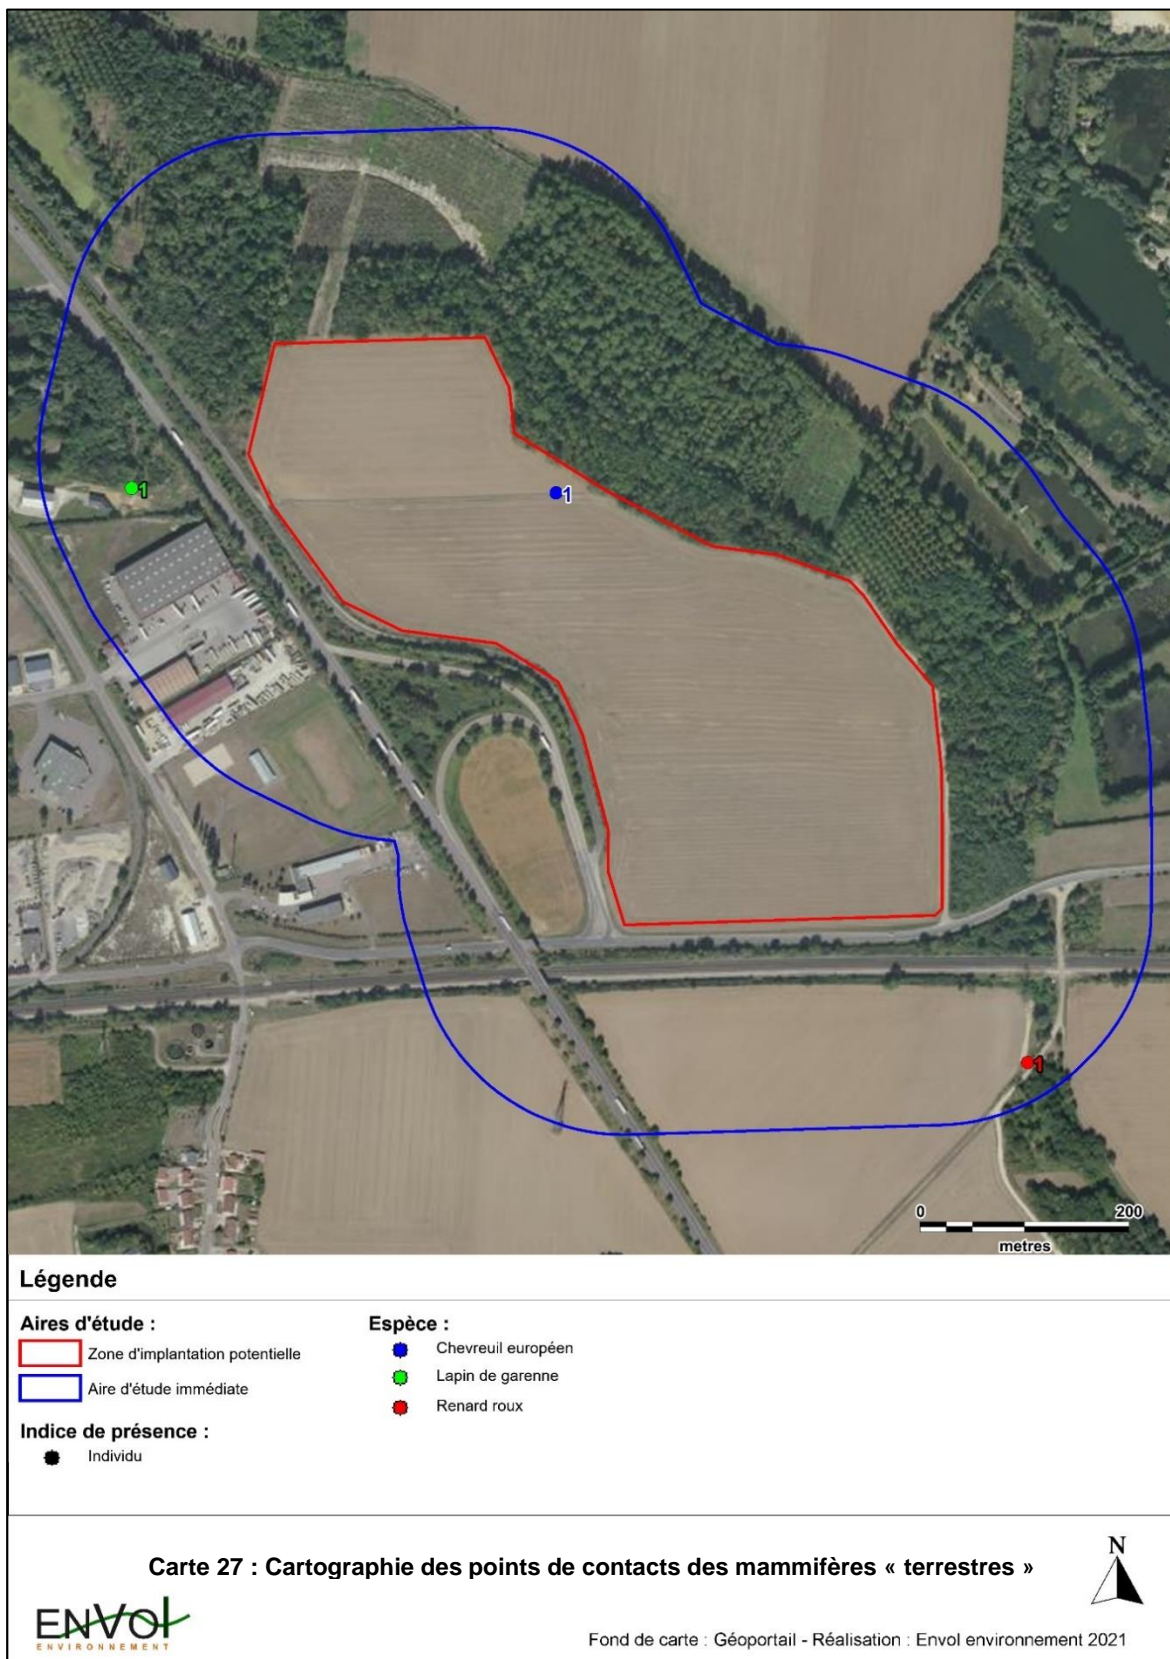 1
1
1
0 200
metres
Légende
Aires d'étude :
Zone d'implantation potentielle
Aire d'étude immédiate
Indice de présence :
Individu
Espèce :
Chevreuil européen
Lapin de garenne
Renard roux
Carte 27 : Cartographie des points de contacts des mammifères « terrestres »
N
ENVOl
ENVIRONNEMENT
Fond de carte : Géoportail - Réalisation : Envol environnement 2021